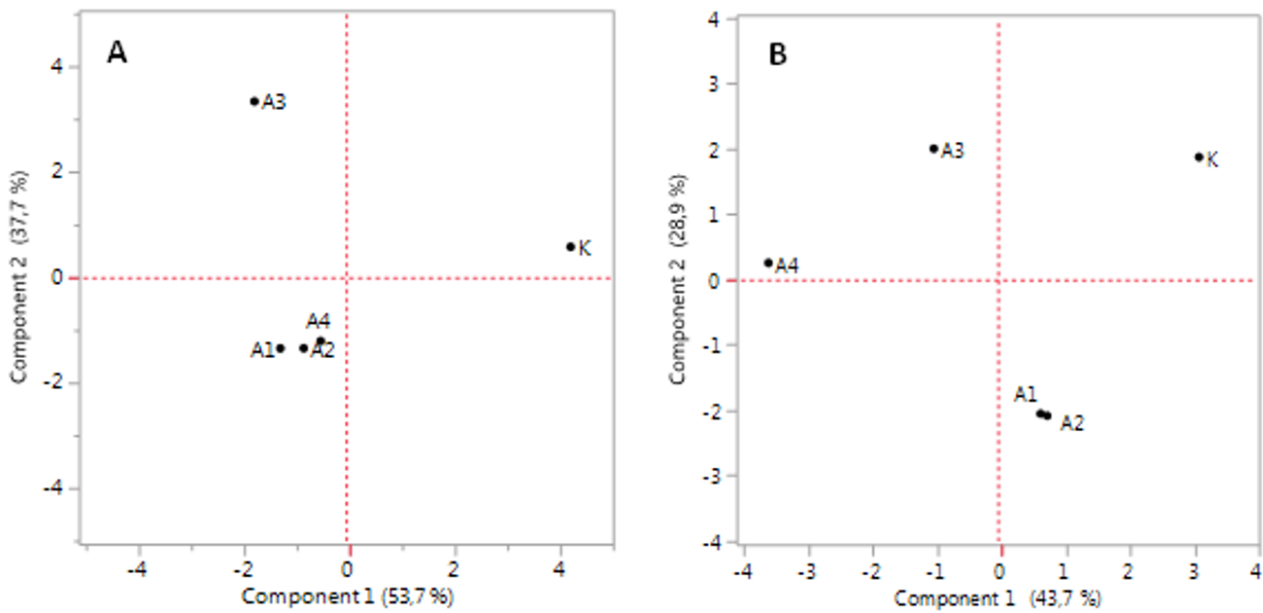 A
4
2
0
-2
-4
A3
K
A4
A1
A2
-4
-2
0
2
4
Component 2 (37,7 %)
Component 1 (53,7 %)
B
4
3
2
1
0
-1
-2
-3
-4
A3
K
A4
A1
A2
-4
-3
-2
-1
0
1
2
3
4
Component 2 (28,9 %)
Component 1 (43,7 %)